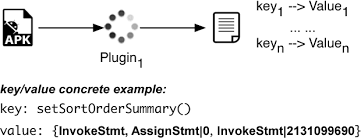 APK
Plugin1
key1 --> Value1
... ...
keyn --> Valuen
key/value concrete example:
key: setSortOrderSummary()
value: {InvokeStmt, AssignStmt|0, InvokeStmt|2131099690}